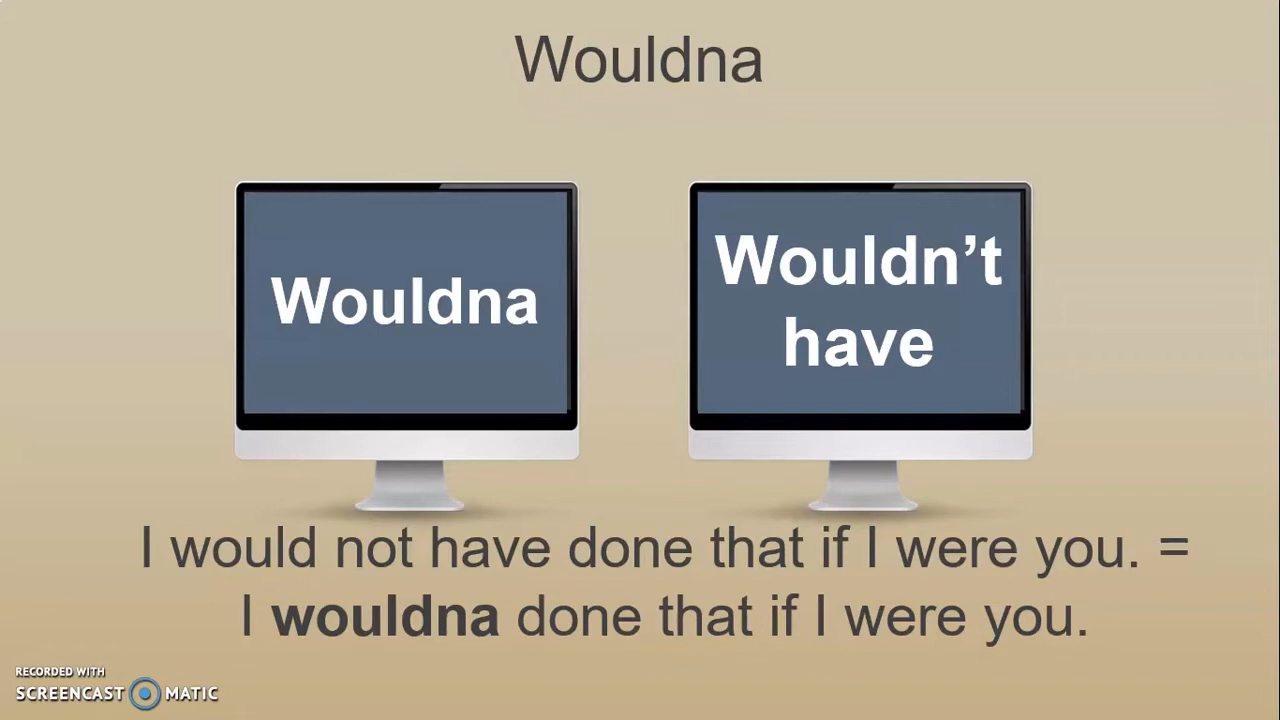 Wouldna
Wouldna
Wouldn’t
have
I would not have done that if I were you. =
I wouldna done that if I were you.
RECORDED WITH
SCREENCAST MATIC